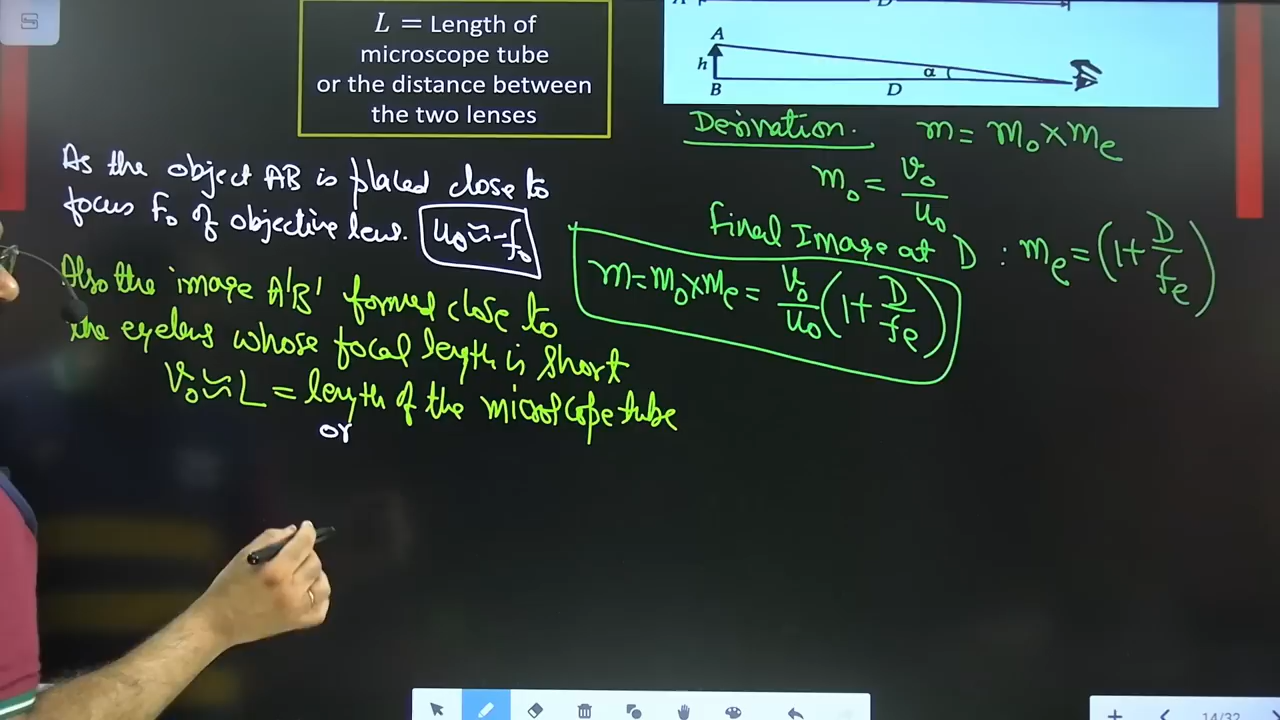 L = Length of
microscope tube
or the distance between
the two lenses
A
h
B
α
D
D
Derivation. m = m₀ × mₑ
m₀ = v₀/u₀
As the object AB is placed close to
focus F₀ of objective lens. u₀ ≈ -f₀
Final Image at D : mₑ = (1 + D/fₑ)
m = m₀ × mₑ = v₀/u₀ (1 + D/fₑ)
Also the image A'B' formed close to
the eyelens whose focal length is short
v₀ ≈ L = length of the microscope tube
or
14/32